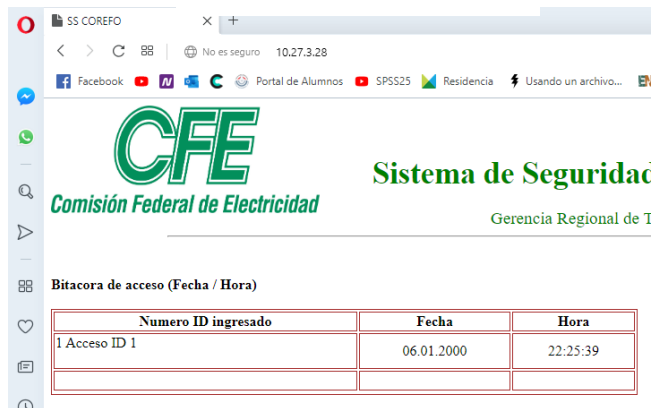 SS COREFO
No es seguro 10.27.3.28
Facebook Portal de Alumnos SPSS25 Residencia Usando un archivo...
CFE
Comisión Federal de Electricidad
Sistema de Seguridad
Gerencia Regional de T
Bitacora de acceso (Fecha / Hora)
Numero ID ingresado Fecha Hora
1 Acceso ID 1 06.01.2000 22:25:39